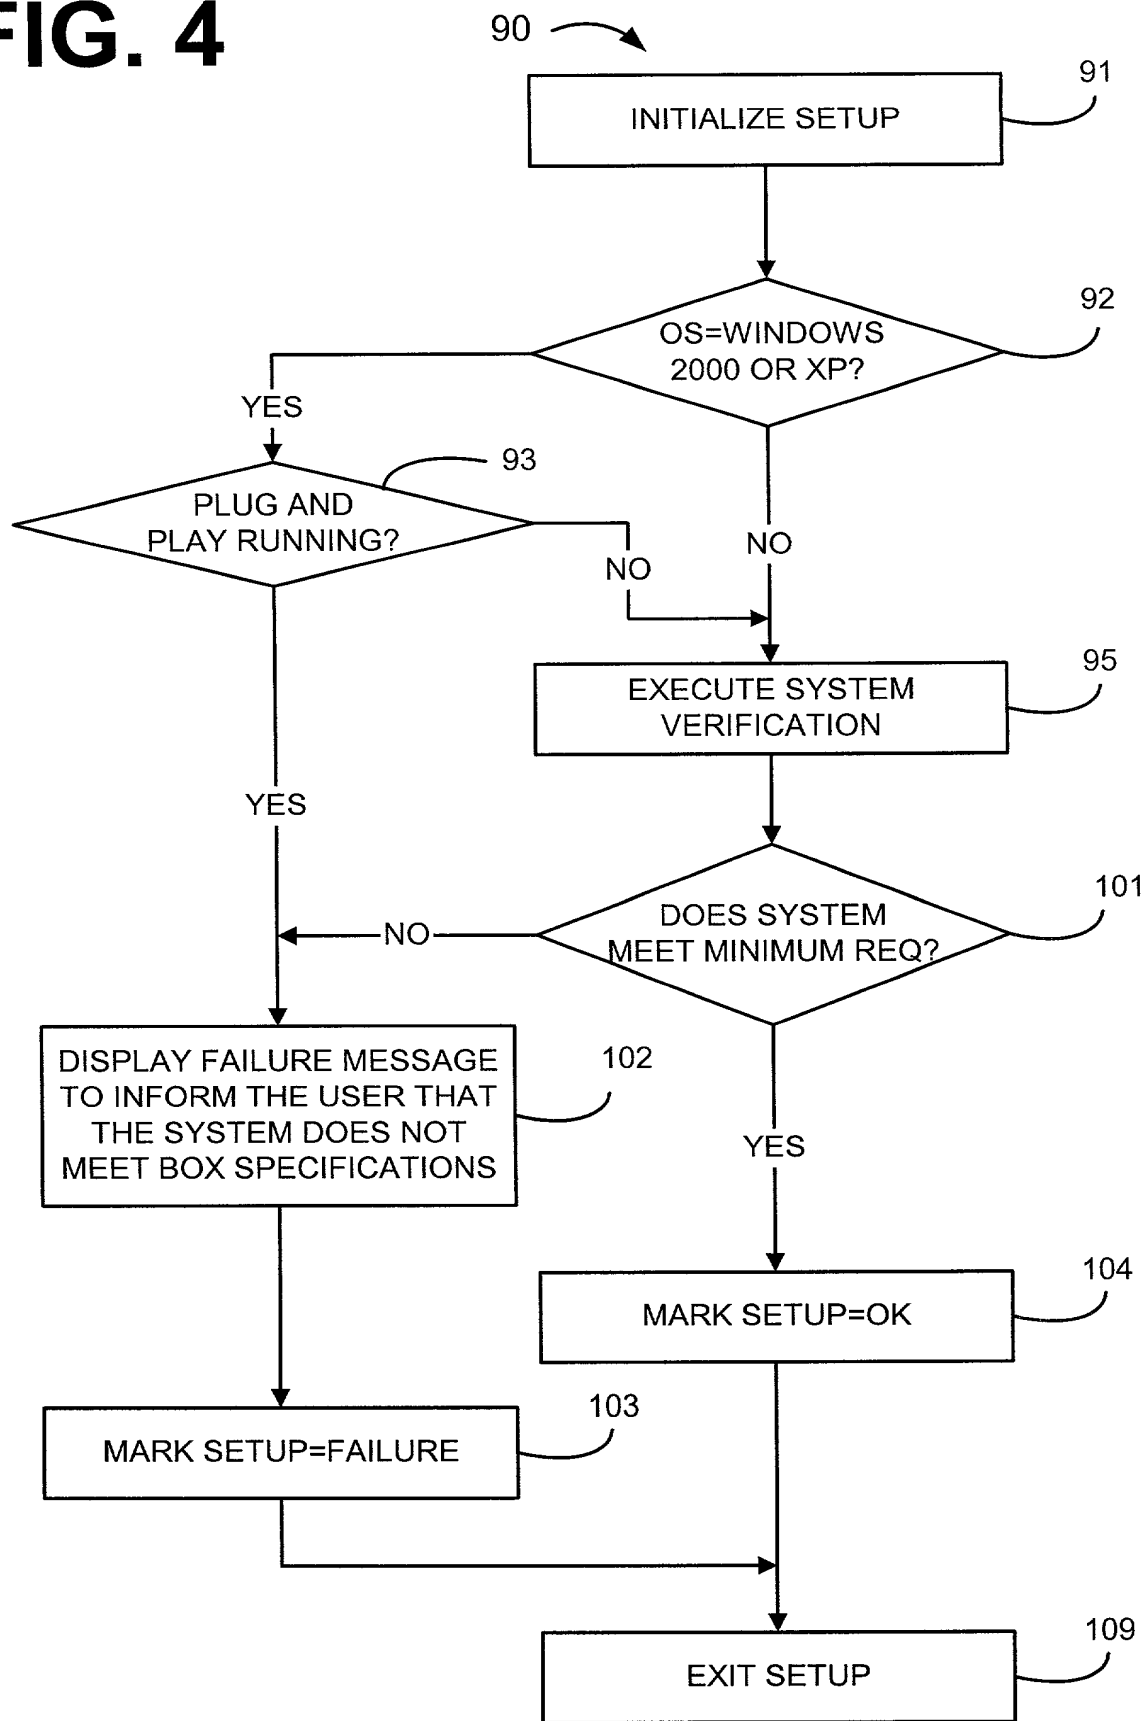 FIG. 4
90
91
INITIALIZE SETUP
92
OS=WINDOWS
2000 OR XP?
YES
93
PLUG AND
PLAY RUNNING?
NO
NO
95
EXECUTE SYSTEM
VERIFICATION
YES
101
DOES SYSTEM
MEET MINIMUM REQ?
NO
102
DISPLAY FAILURE MESSAGE
TO INFORM THE USER THAT
THE SYSTEM DOES NOT
MEET BOX SPECIFICATIONS
YES
104
MARK SETUP=OK
103
MARK SETUP=FAILURE
109
EXIT SETUP